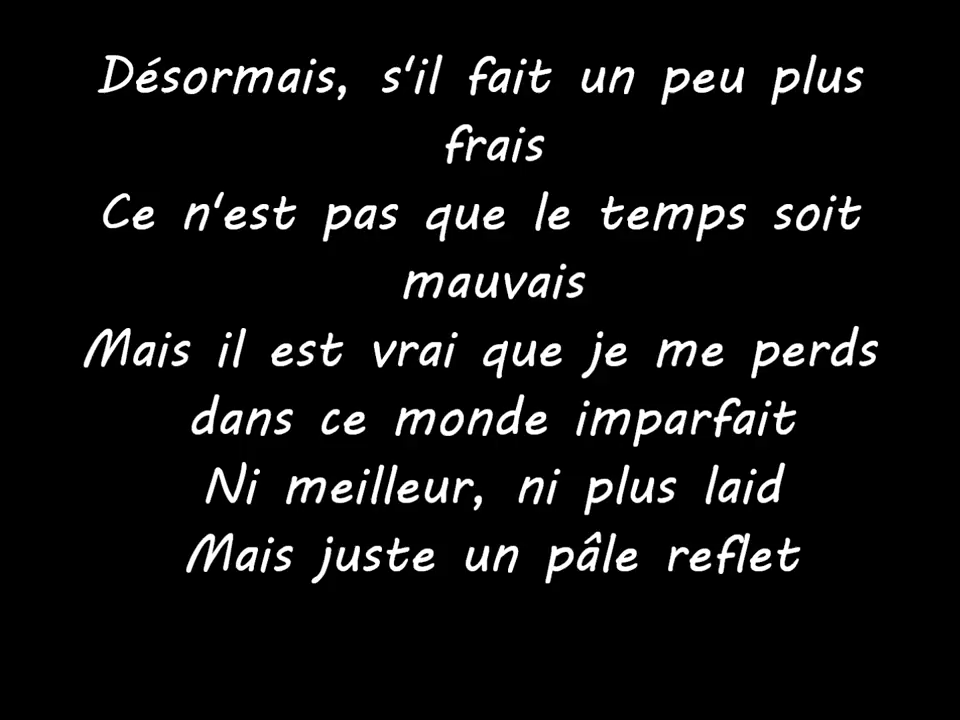 Désormais, s'il fait un peu plus
frais
Ce n'est pas que le temps soit
mauvais
Mais il est vrai que je me perds
dans ce monde imparfait
Ni meilleur, ni plus laid
Mais juste un pâle reflet